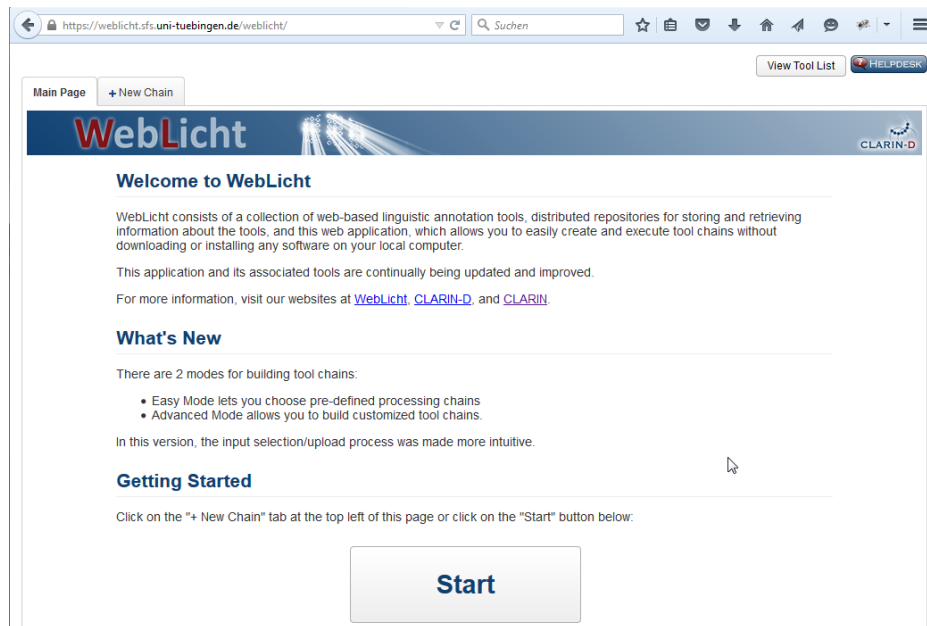 https://weblicht.sfs.uni-tuebingen.de/weblicht/
Suchen
View Tool List
HELPDESK
Main Page
+ New Chain
WebLicht
CLARIN-D
Welcome to WebLicht
WebLicht consists of a collection of web-based linguistic annotation tools, distributed repositories for storing and retrieving
information about the tools, and this web application, which allows you to easily create and execute tool chains without
downloading or installing any software on your local computer.
This application and its associated tools are continually being updated and improved.
For more information, visit our websites at WebLicht, CLARIN-D, and CLARIN.
What's New
There are 2 modes for building tool chains:
• Easy Mode lets you choose pre-defined processing chains
• Advanced Mode allows you to build customized tool chains.
In this version, the input selection/upload process was made more intuitive.
Getting Started
Click on the "+ New Chain" tab at the top left of this page or click on the "Start" button below:
Start